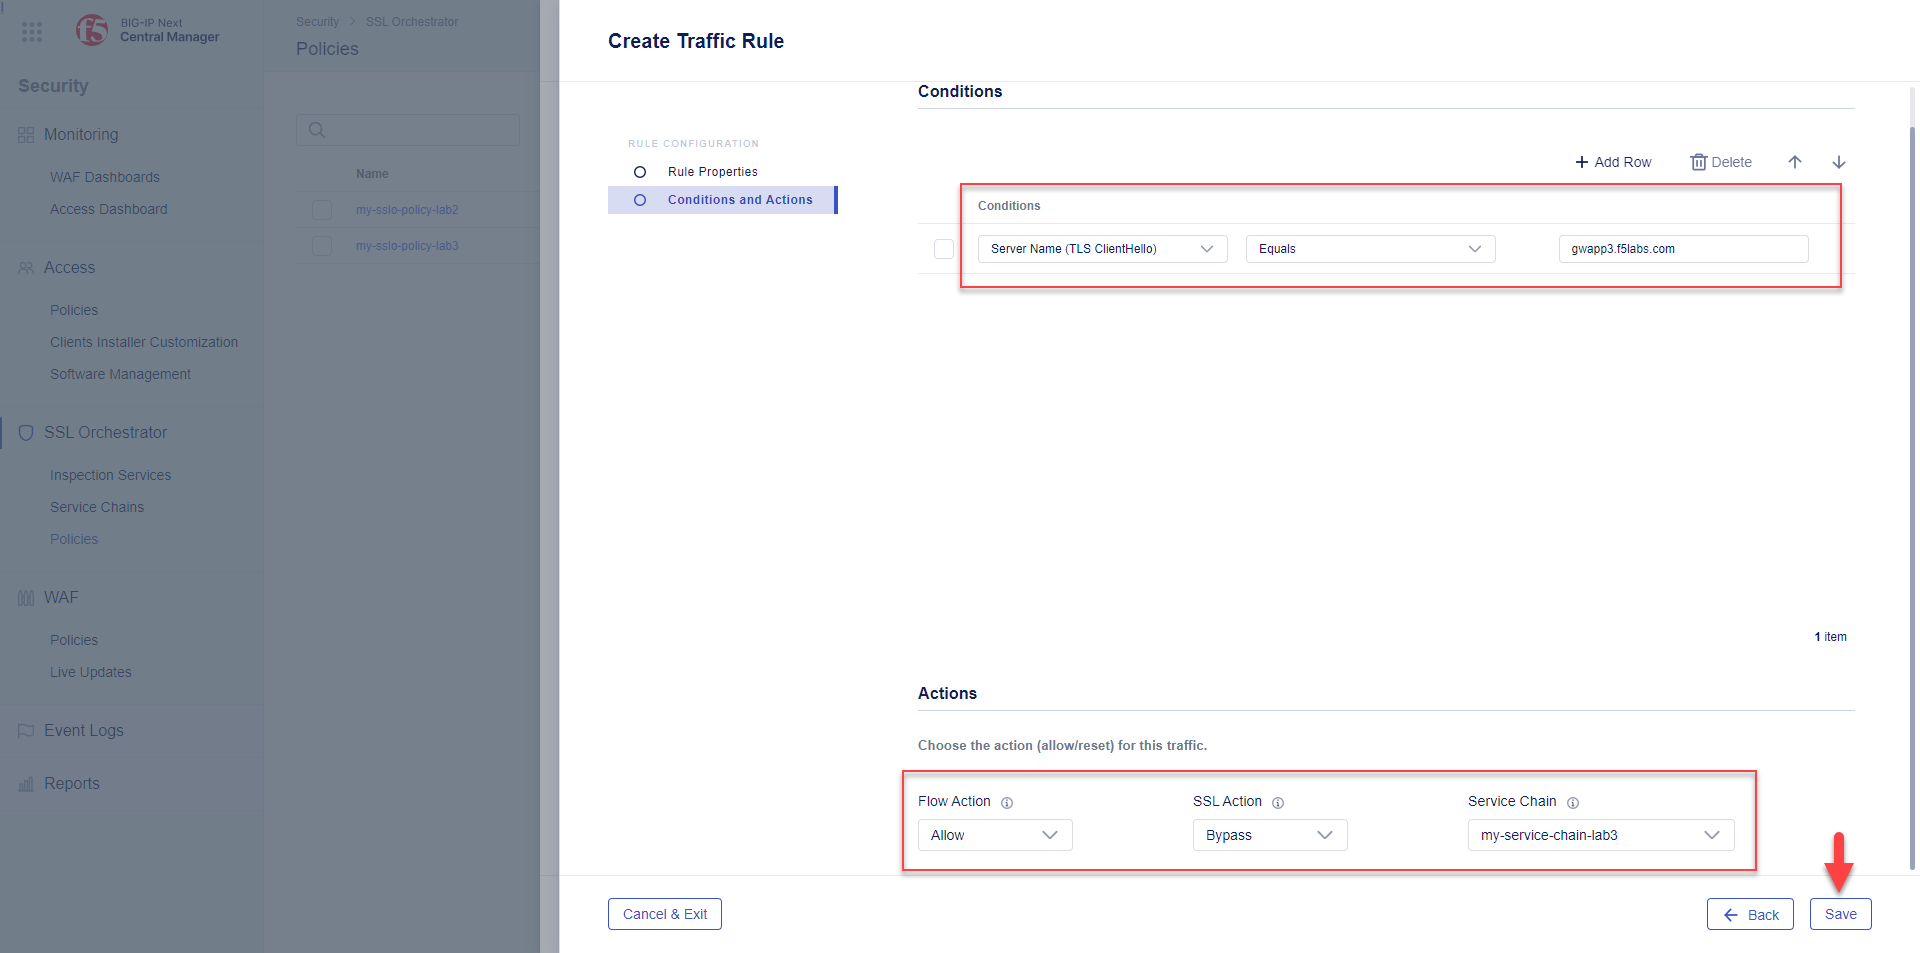 f5
BIG-IP Next
Central Manager
Security
Monitoring
WAF Dashboards
Access Dashboard
Access
Policies
Clients Installer Customization
Software Management
SSL Orchestrator
Inspection Services
Service Chains
Policies
WAF
Policies
Live Updates
Event Logs
Reports
Security > SSL Orchestrator
Policies
Name
my-sslo-policy-lab2
my-sslo-policy-lab3
Create Traffic Rule
RULE CONFIGURATION
Rule Properties
Conditions and Actions
Conditions
+ Add Row Delete
Conditions
Server Name (TLS ClientHello) Equals gwapp3.f5labs.com
1 item
Actions
Choose the action (allow/reset) for this traffic.
Flow Action SSL Action Service Chain
Allow Bypass my-service-chain-lab3
Cancel & Exit Back Save